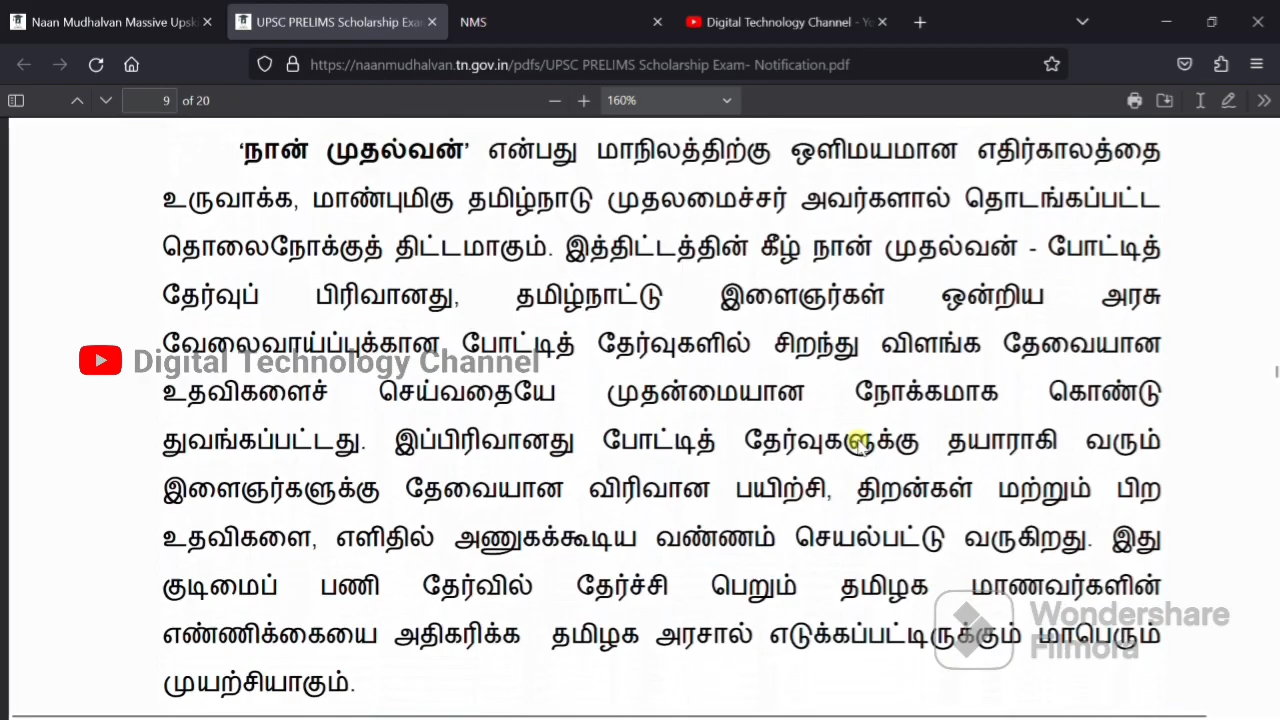 Naan Mudhalvan Massive Upsk
UPSC PRELIMS Scholarship Exa
NMS
Digital Technology Channel - Yo
https://naanmudhalvan.tn.gov.in/pdfs/UPSC PRELIMS Scholarship Exam- Notification.pdf
9 of 20
160%
'நான் முதல்வன்' என்பது மாநிலத்திற்கு ஒளிமயமான எதிர்காலத்தை
உருவாக்க, மாண்புமிகு தமிழ்நாடு முதலமைச்சர் அவர்களால் தொடங்கப்பட்ட
தொலைநோக்குத் திட்டமாகும். இத்திட்டத்தின் கீழ் நான் முதல்வன் - போட்டித்
தேர்வுப் பிரிவானது, தமிழ்நாட்டு இளைஞர்கள் ஒன்றிய அரசு
வேலைவாய்ப்புக்கான போட்டித் தேர்வுகளில் சிறந்து விளங்க தேவையான
Digital Technology Channel
உதவிகளைச் செய்வதையே முதன்மையான நோக்கமாக கொண்டு
துவங்கப்பட்டது. இப்பிரிவானது போட்டித் தேர்வுகளுக்கு தயாராகி வரும்
இளைஞர்களுக்கு தேவையான விரிவான பயிற்சி, திறன்கள் மற்றும் பிற
உதவிகளை, எளிதில் அணுகக்கூடிய வண்ணம் செயல்பட்டு வருகிறது. இது
குடிமைப் பணி தேர்வில் தேர்ச்சி பெறும் தமிழக மாணவர்களின்
எண்ணிக்கையை அதிகரிக்க தமிழக அரசால் எடுக்கப்பட்டிருக்கும் மாபெரும்
முயற்சியாகும்.
Wondershare
Filmora